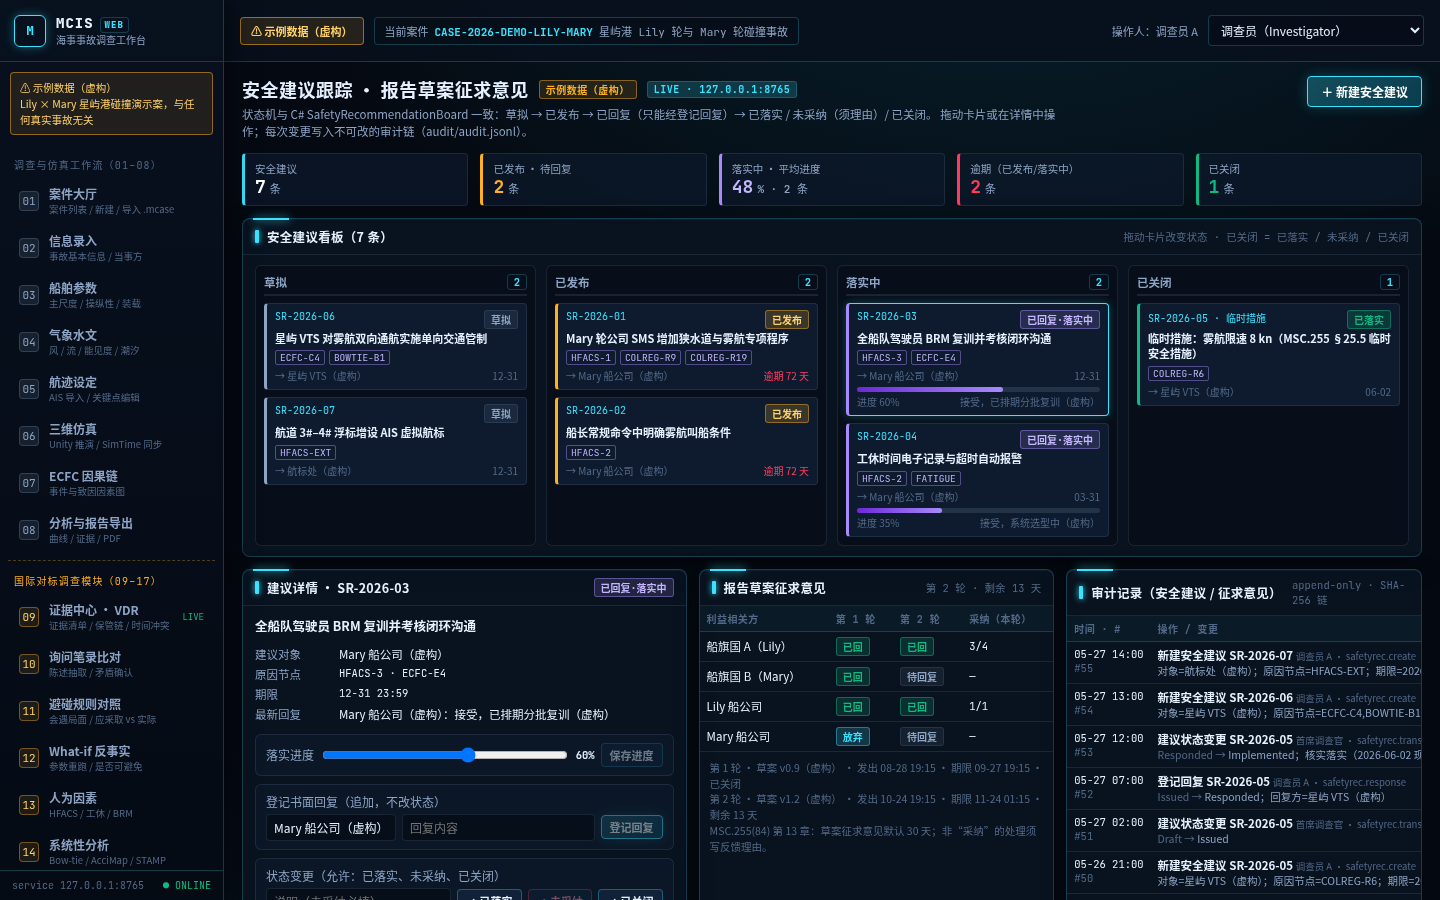 M
MCIS WEB
海事事故调查工作台
⚠ 示例数据（虚构）
Lily × Mary 星屿港碰撞演示案，与任何真实事故无关
调查与仿真工作流（01-08）
01 案件大厅
案件列表 / 新建 / 导入 .mcase
02 信息录入
事故基本信息 / 当事方
03 船舶参数
主尺度 / 操纵性 / 装载
04 气象水文
风 / 流 / 能见度 / 潮汐
05 航迹设定
AIS 导入 / 关键点编辑
06 三维仿真
Unity 推演 / SimTime 同步
07 ECFC 因果链
事件与致因因素图
08 分析与报告导出
曲线 / 证据 / PDF
国际对标调查模块（09-17）
09 证据中心 · VDR LIVE
证据清单 / 保管链 / 时间冲突
10 询问笔录比对
陈述抽取 / 矛盾确认
11 避碰规则对照
会遇局面 / 应采取 vs 实际
12 What-if 反事实
参数重跑 / 是否可避免
13 人为因素
HFACS / 工休 / BRM
14 系统性分析
Bow-tie / AcciMap / STAMP
service 127.0.0.1:8765 ● ONLINE
⚠ 示例数据（虚构）
当前案件 CASE-2026-DEMO-LILY-MARY 星屿港 Lily 轮与 Mary 轮碰撞事故
操作人：调查员 A
调查员（Investigator）
安全建议跟踪 · 报告草案征求意见 示例数据（虚构） LIVE · 127.0.0.1:8765
状态机与 C# SafetyRecommendationBoard 一致：草拟 → 已发布 → 已回复（只能经登记回复）→ 已落实 / 未采纳（须理由）/ 已关闭。 拖动卡片或在详情中操
作；每次变更写入不可改的审计链（audit/audit.jsonl）。
＋ 新建安全建议
安全建议
7 条
已发布 · 待回复
2 条
落实中 · 平均进度
48 % · 2 条
逾期（已发布/落实中）
2 条
已关闭
1 条
安全建议看板（7 条）
拖动卡片改变状态 · 已关闭 = 已落实 / 未采纳 / 已关闭
草拟 2
SR-2026-06 草拟
星屿 VTS 对雾航双向通航实施单向交通管制
ECFC-C4 BOWTIE-B1
→ 星屿 VTS（虚构） 12-31
SR-2026-07 草拟
航道 3#–4# 浮标增设 AIS 虚拟航标
HFACS-EXT
→ 航标处（虚构） 12-31
已发布 2
SR-2026-01 已发布
Mary 轮公司 SMS 增加狭水道与雾航专项程序
HFACS-1 COLREG-R9 COLREG-R19
→ Mary 船公司（虚构） 逾期 72 天
SR-2026-02 已发布
船长常规命令中明确雾航叫船条件
HFACS-2
→ Mary 船公司（虚构） 逾期 72 天
落实中 2
SR-2026-03 已回复·落实中
全船队驾驶员 BRM 复训并考核闭环沟通
HFACS-3 ECFC-E4
→ Mary 船公司（虚构） 12-31
进度 60% 接受，已排期分批复训（虚构）
SR-2026-04 已回复·落实中
工休时间电子记录与超时自动报警
HFACS-2 FATIGUE
→ Mary 船公司（虚构） 03-31
进度 35% 接受，系统选型中（虚构）
已关闭 1
SR-2026-05 · 临时措施 已落实
临时措施：雾航限速 8 kn（MSC.255 §25.5 临时
安全措施）
COLREG-R6
→ 星屿 VTS（虚构） 06-02
建议详情 · SR-2026-03 已回复·落实中
全船队驾驶员 BRM 复训并考核闭环沟通
建议对象 Mary 船公司（虚构）
原因节点 HFACS-3 · ECFC-E4
期限 12-31 23:59
最新回复 Mary 船公司（虚构）：接受，已排期分批复训（虚构）
落实进度 60% 保存进度
登记书面回复（追加，不改状态）
Mary 船公司（虚构） 回复内容 登记回复
状态变更（允许：已落实、未采纳、已关闭）
报告草案征求意见 第 2 轮 · 剩余 13 天
利益相关方 第 1 轮 第 2 轮 采纳（本轮）
船旗国 A（Lily） 已回 已回 3/4
船旗国 B（Mary） 已回 待回复 —
Lily 船公司 已回 已回 1/1
Mary 船公司 放弃 待回复 —
第 1 轮 · 草案 v0.9（虚构） · 发出 08-28 19:15 · 期限 09-27 19:15 ·
已关闭
第 2 轮 · 草案 v1.2（虚构） · 发出 10-24 19:15 · 期限 11-24 01:15 ·
剩余 13 天
MSC.255(84) 第 13 章：草案征求意见默认 30 天；非“采纳”的处理须
写反馈理由。
审计记录（安全建议 / 征求意见） append-only · SHA-
256 链
时间 · # 操作 / 变更
05-27 14:00 新建安全建议 SR-2026-07 调查员 A · safetyrec.create
#55 对象=航标处（虚构）；原因节点=HFACS-EXT；期限=202
05-27 13:00 新建安全建议 SR-2026-06 调查员 A · safetyrec.create
#54 对象=星屿 VTS（虚构）；原因节点=ECFC-C4,BOWTIE-B1
05-27 12:00 建议状态变更 SR-2026-05 首席调查官 · safetyrec.trans
#53 Responded → Implemented；核实落实（2026-06-02 现
05-27 07:00 登记回复 SR-2026-05 调查员 A · safetyrec.response
#52 Issued → Responded；回复方=星屿 VTS（虚构）
05-27 02:00 建议状态变更 SR-2026-05 首席调查官 · safetyrec.trans
#51 Draft → Issued
05-26 21:00 新建安全建议 SR-2026-05 调查员 A · safetyrec.create
#50 对象=星屿 VTS（虚构）；原因节点=COLREG-R6；期限=2